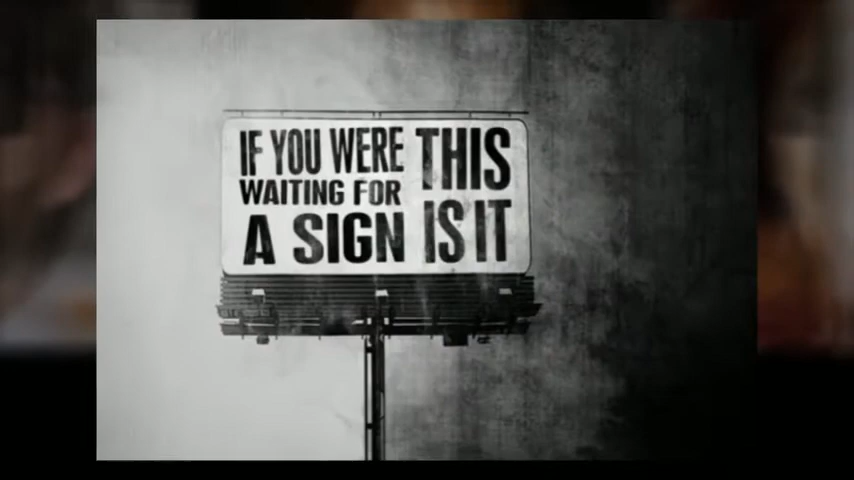 IF YOU WERE
WAITING FOR
A SIGN
THIS
IS IT